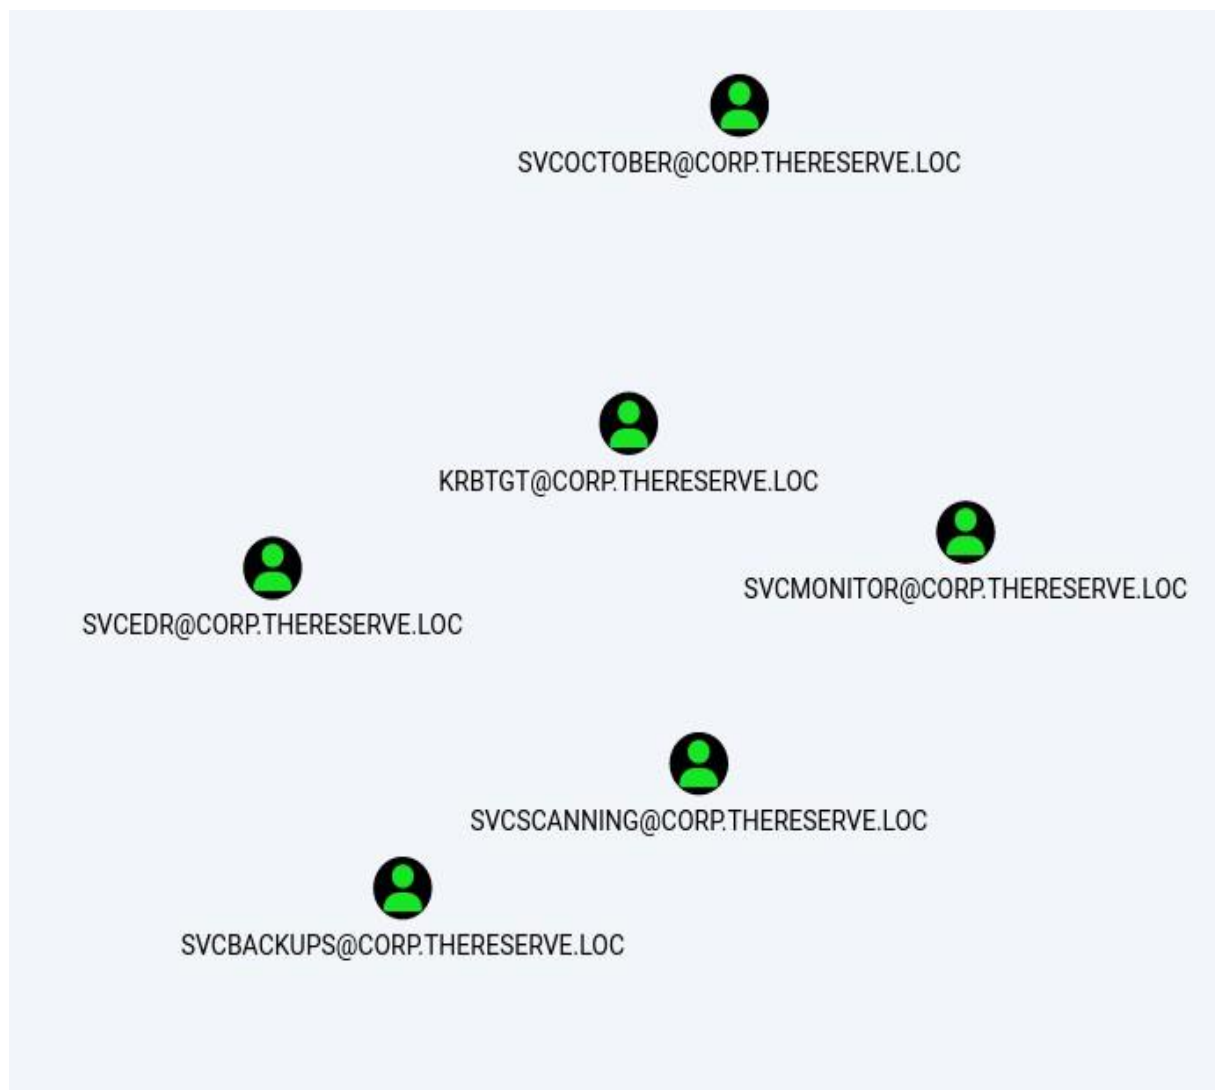 SVCOCTOBER@CORP.THERESERVE.LOC
KRBTGT@CORP.THERESERVE.LOC
SVCMONITOR@CORP.THERESERVE.LOC
SVCEDR@CORP.THERESERVE.LOC
SVCSCANNING@CORP.THERESERVE.LOC
SVCBACKUPS@CORP.THERESERVE.LOC